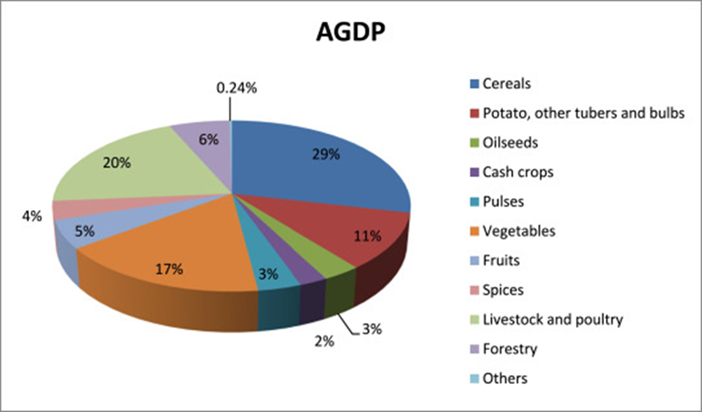 AGDP
0.24%
6%
29%
20%
4%
5%
11%
17%
3%
3%
2%
Cereals
Potato, other tubers and bulbs
Oilseeds
Cash crops
Pulses
Vegetables
Fruits
Spices
Livestock and poultry
Forestry
Others